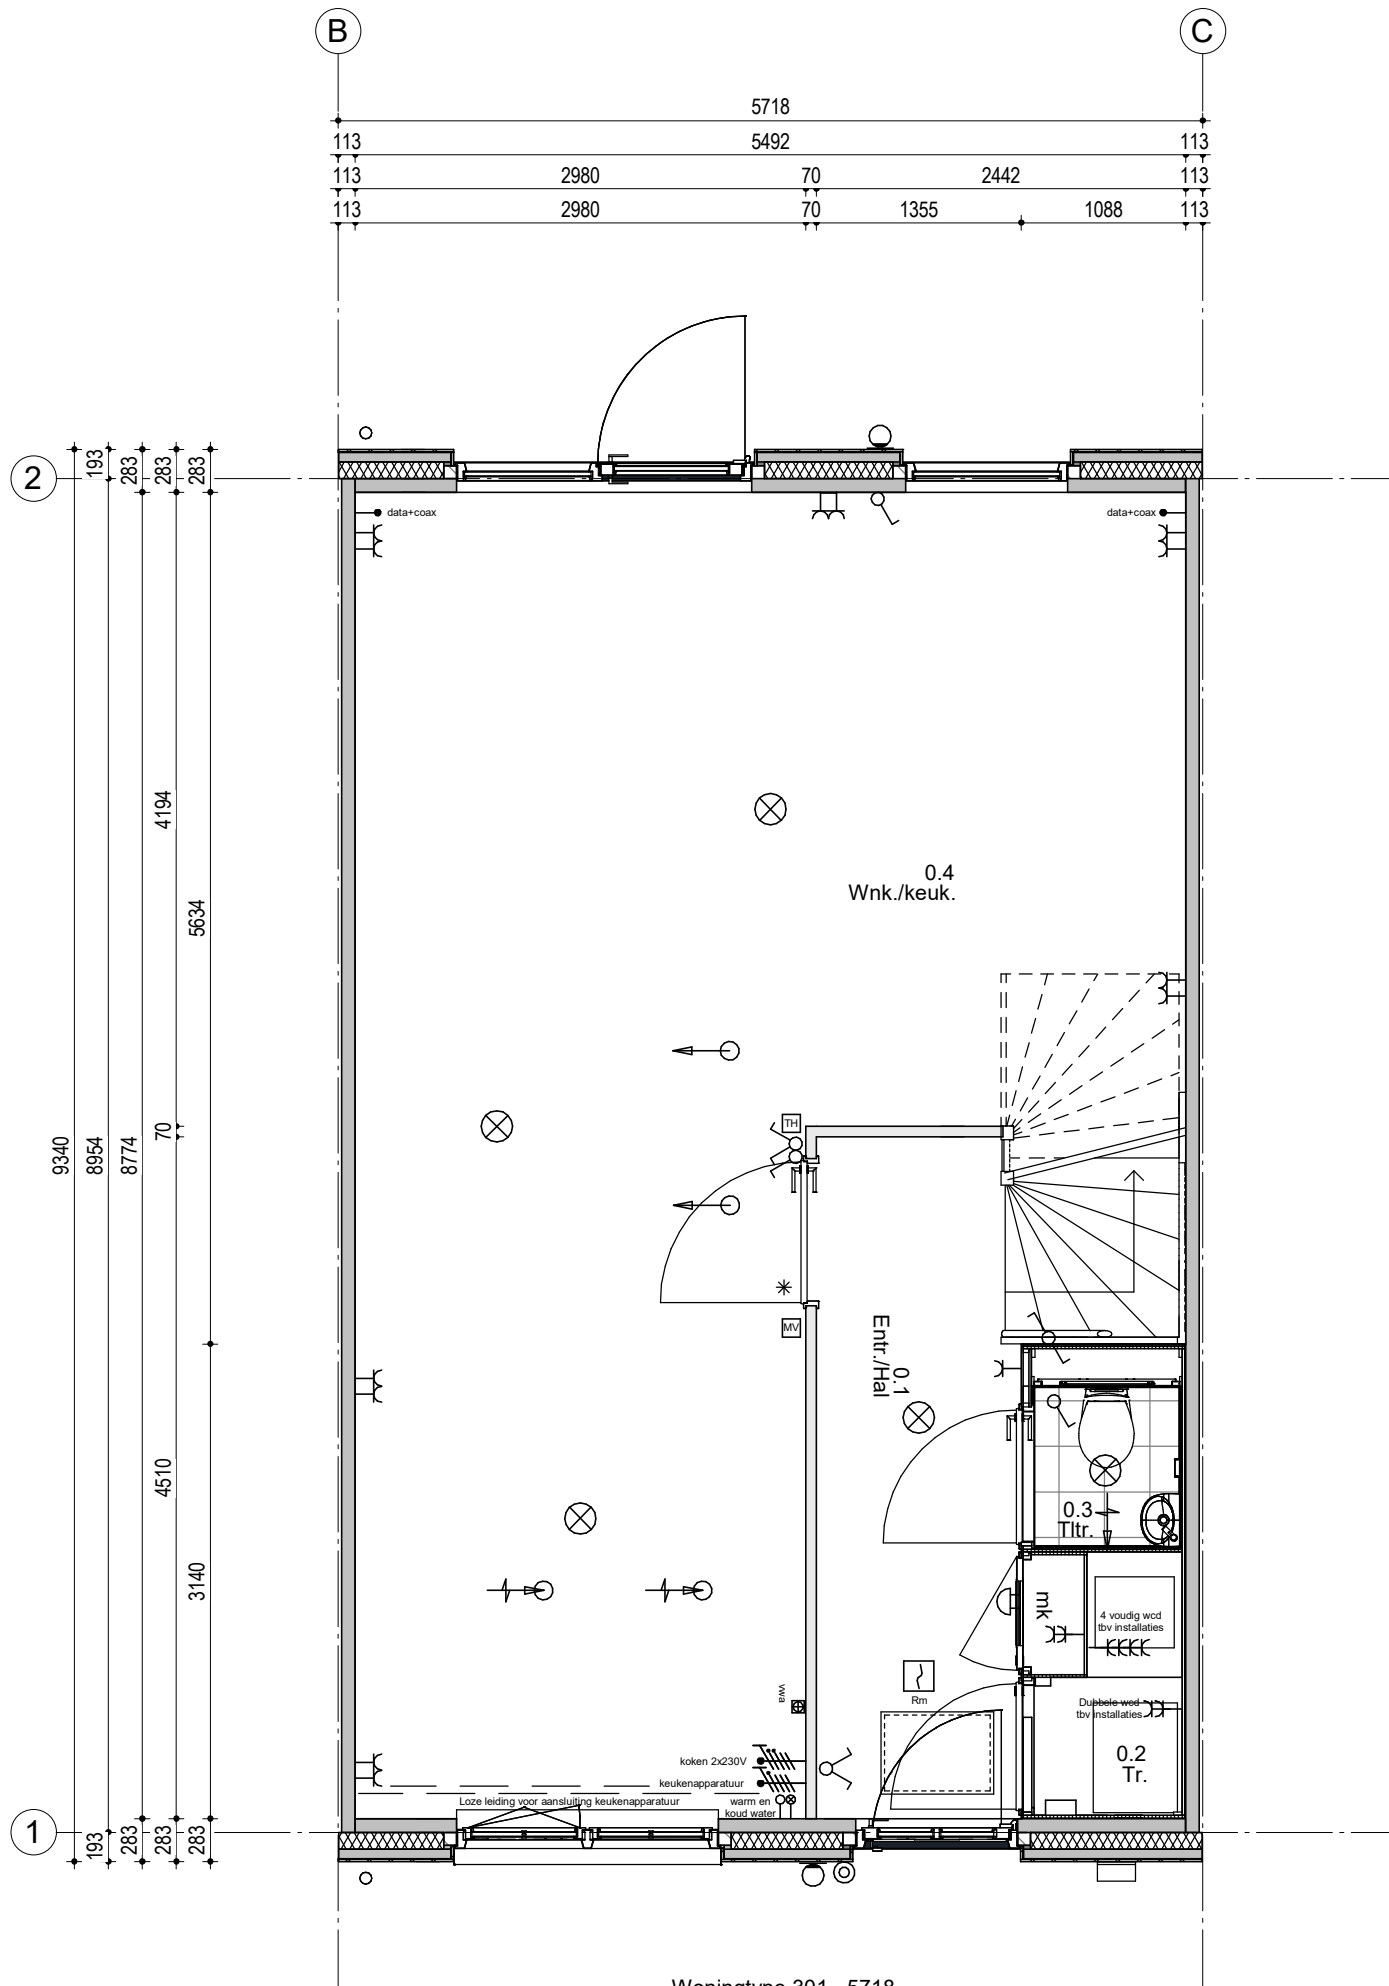 B
C
5718
113
5492
113
113
2980
70
2442
113
113
2980
70
1355
1088
113
2
193
283
283
283
data+coax
data+coax
4194
0.4
Wnk./keuk.
5634
TH
9340
8954
8774
70
MV
0.1
Entr./Hal
4510
0.3
Tltr.
3140
mk
4 voudig wcd
tbv installaties
Rm
vwa
Dubbele wcd
tbv installaties
0.2
Tr.
koken 2x230V
keukenapparatuur
Loze leiding voor aansluiting keukenapparatuur
warm en
koud water
1
193
283
283
283